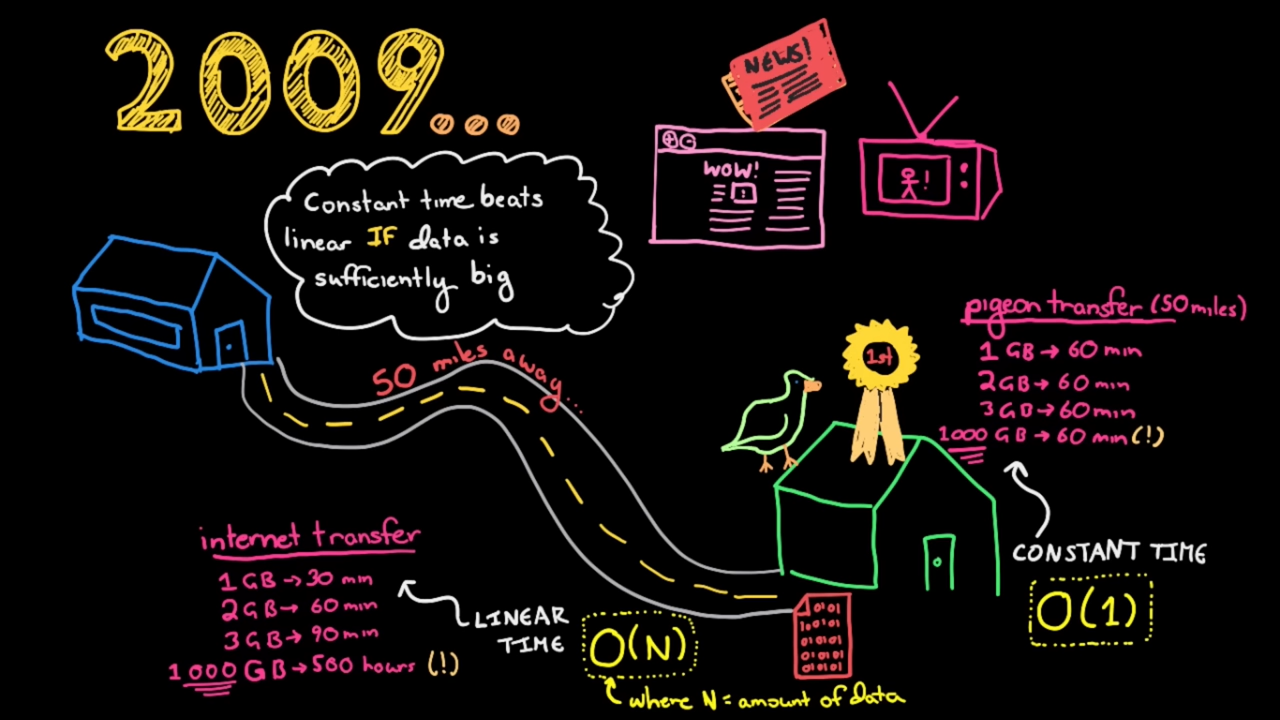 2009...
NEWS!
WOW!
!
Constant time beats
linear IF data is
sufficiently big
50 miles away...
pigeon transfer (50 miles)
1 GB → 60 min
2 GB → 60 min
3 GB → 60 min
1000 GB → 60 min (!)
1st
CONSTANT TIME
O(1)
internet transfer
1 GB → 30 min
2 GB → 60 min
3 GB → 90 min
1000 GB → 500 hours (!)
LINEAR
TIME
O(N)
where N = amount of data